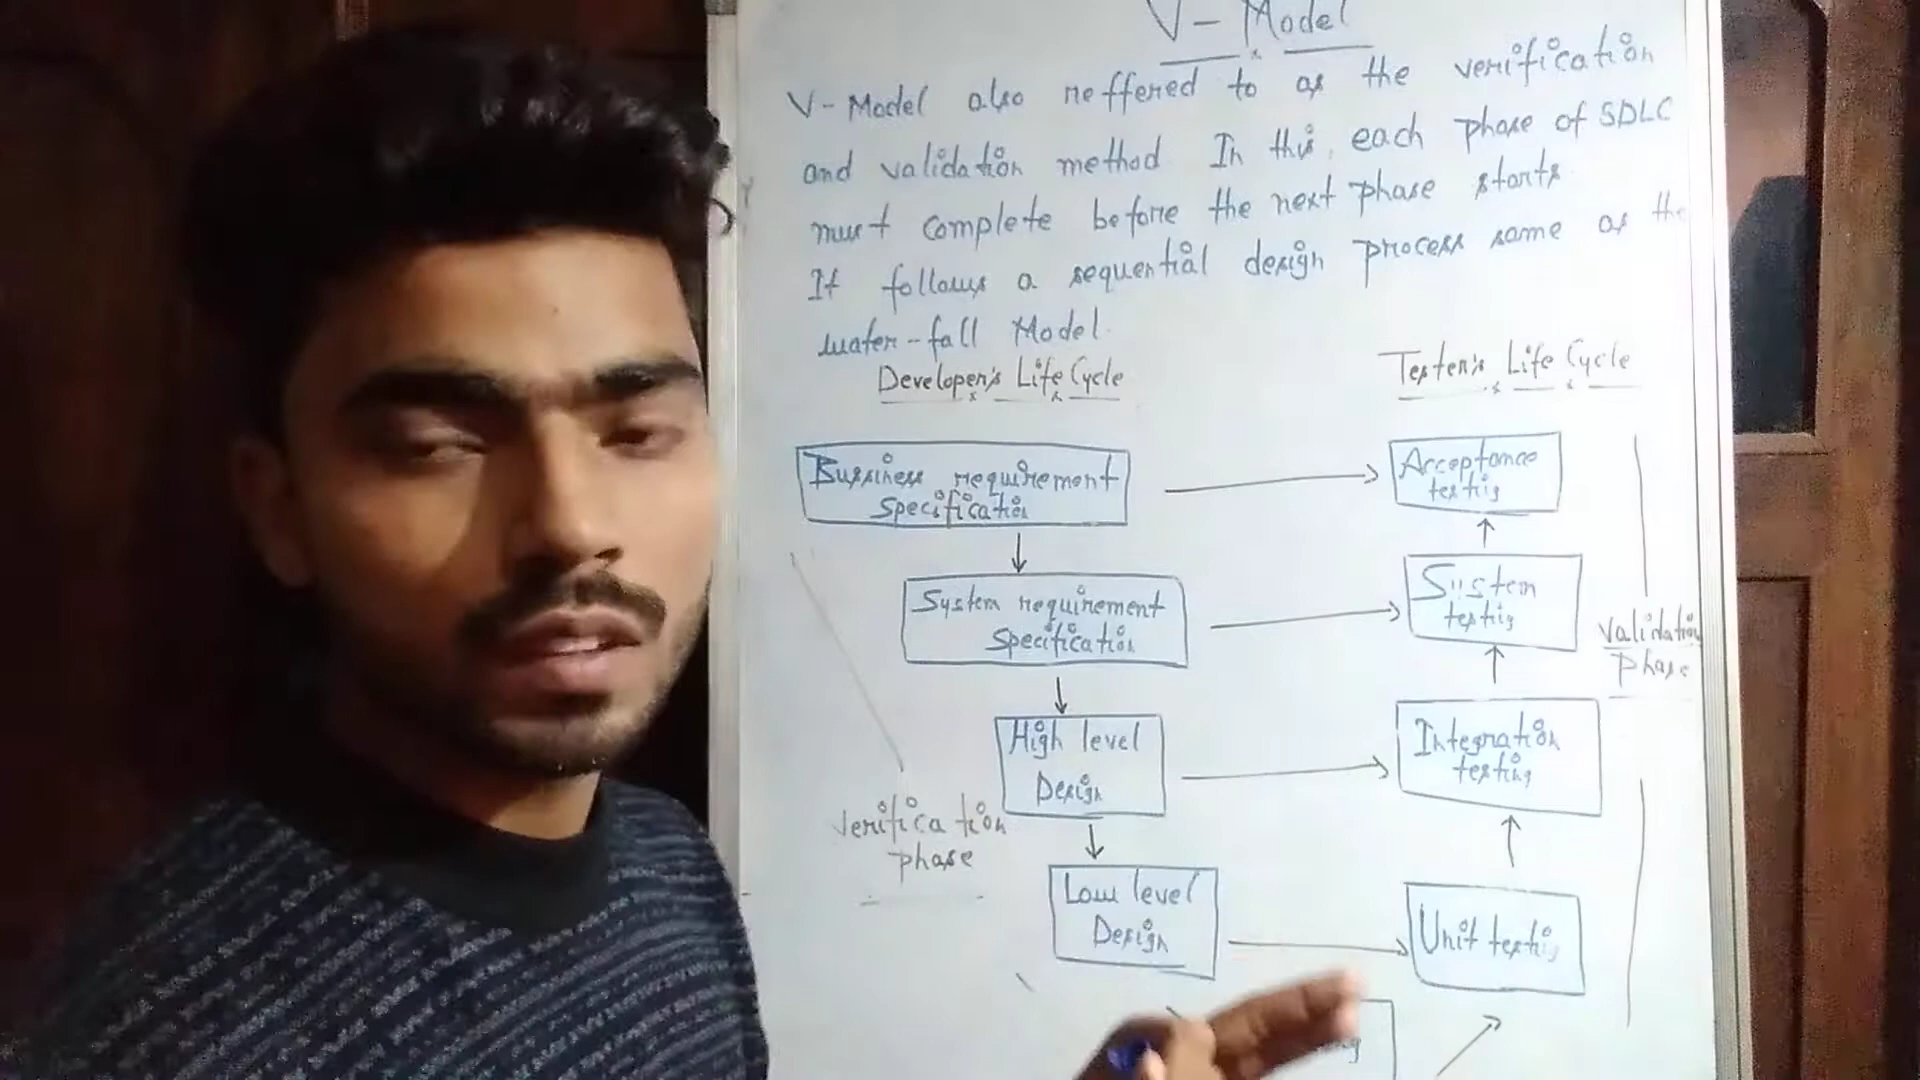 V - Model
V-Model also reffered to as the verification
and validation method In this, each phase of SDLC
must complete before the next phase starts
It follows a sequential design process same as the
water-fall Model.
Developer's Life Cycle
Tester's Life Cycle
Bussiness requirement
Specification
Acceptance
testig
System requirement
Specification
System
testig
Validation
phase
High level
Design
Integration
testing
Verification
phase
Low level
Design
Unit testig